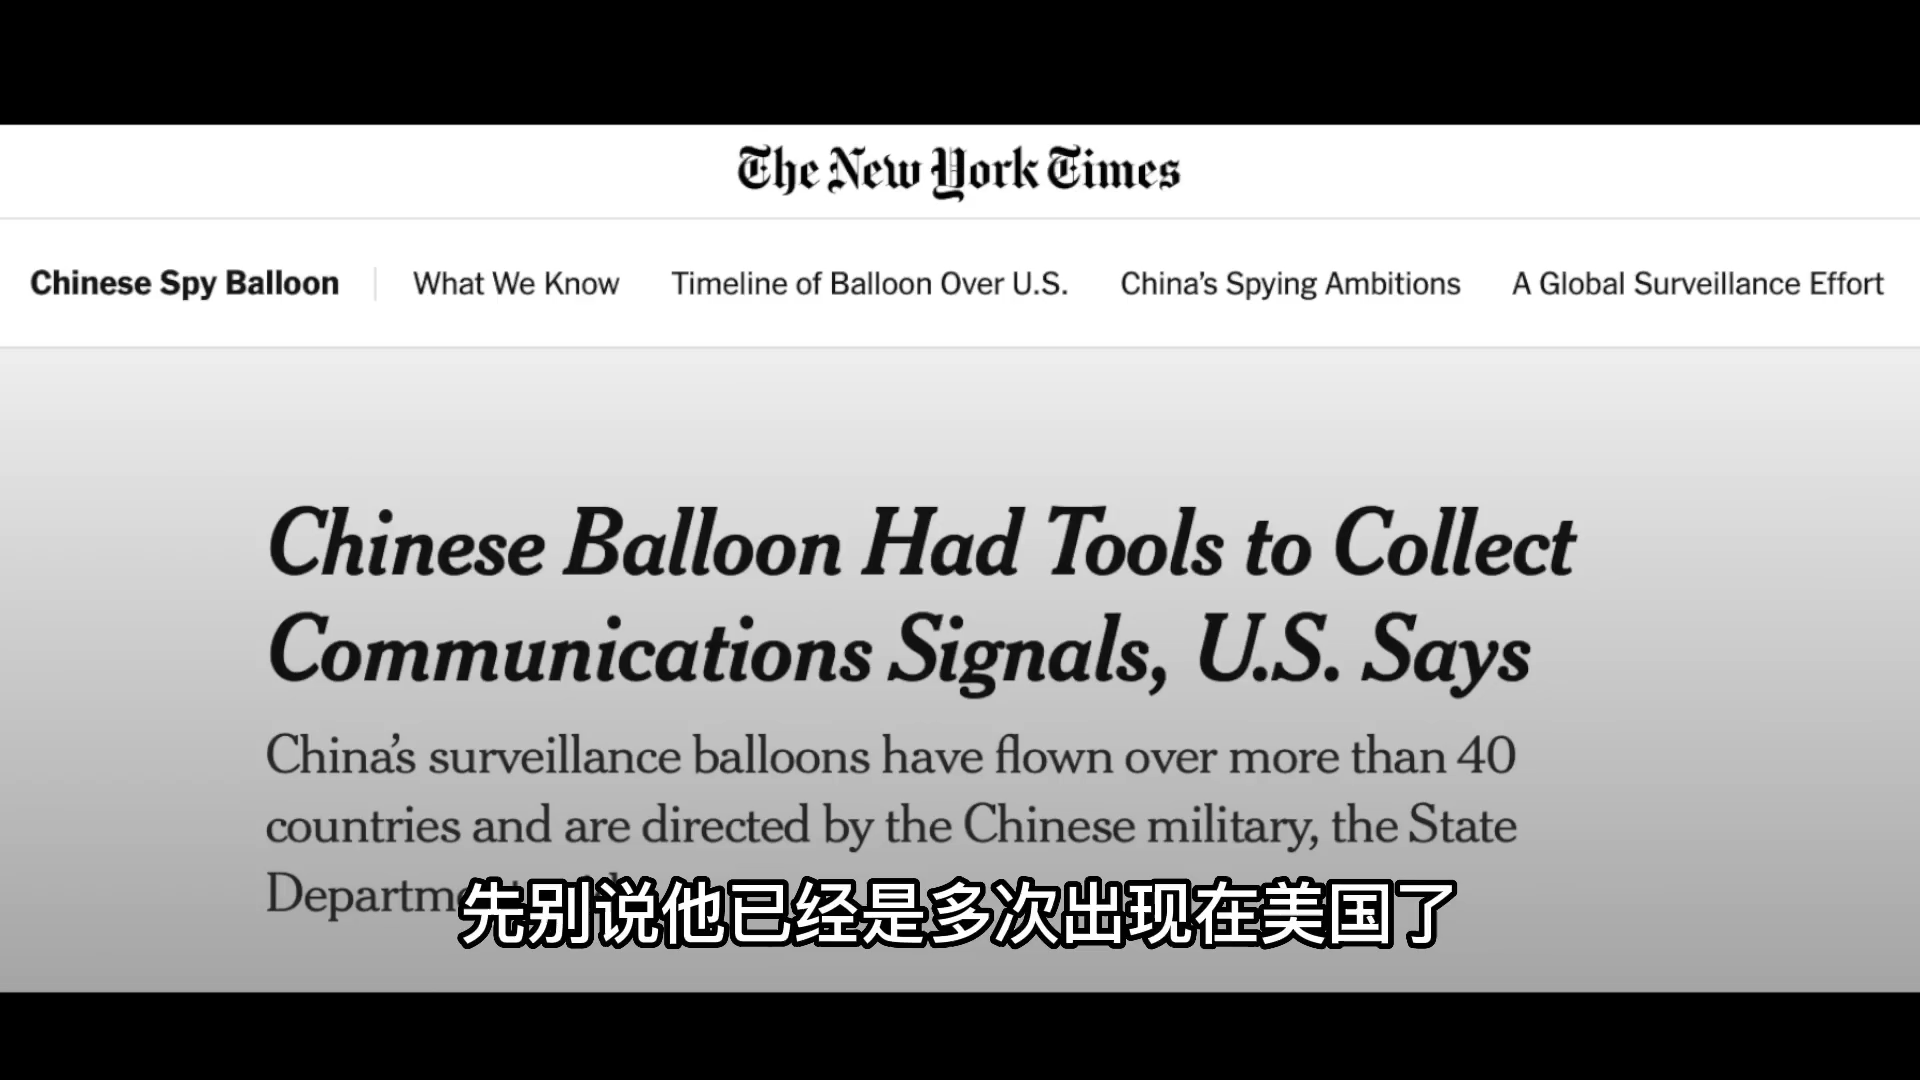 The New York Times
Chinese Spy Balloon
What We Know
Timeline of Balloon Over U.S.
China's Spying Ambitions
A Global Surveillance Effort
Chinese Balloon Had Tools to Collect
Communications Signals, U.S. Says
China's surveillance balloons have flown over more than 40
countries and are directed by the Chinese military, the State
先别说他已经是多次出现在美国了